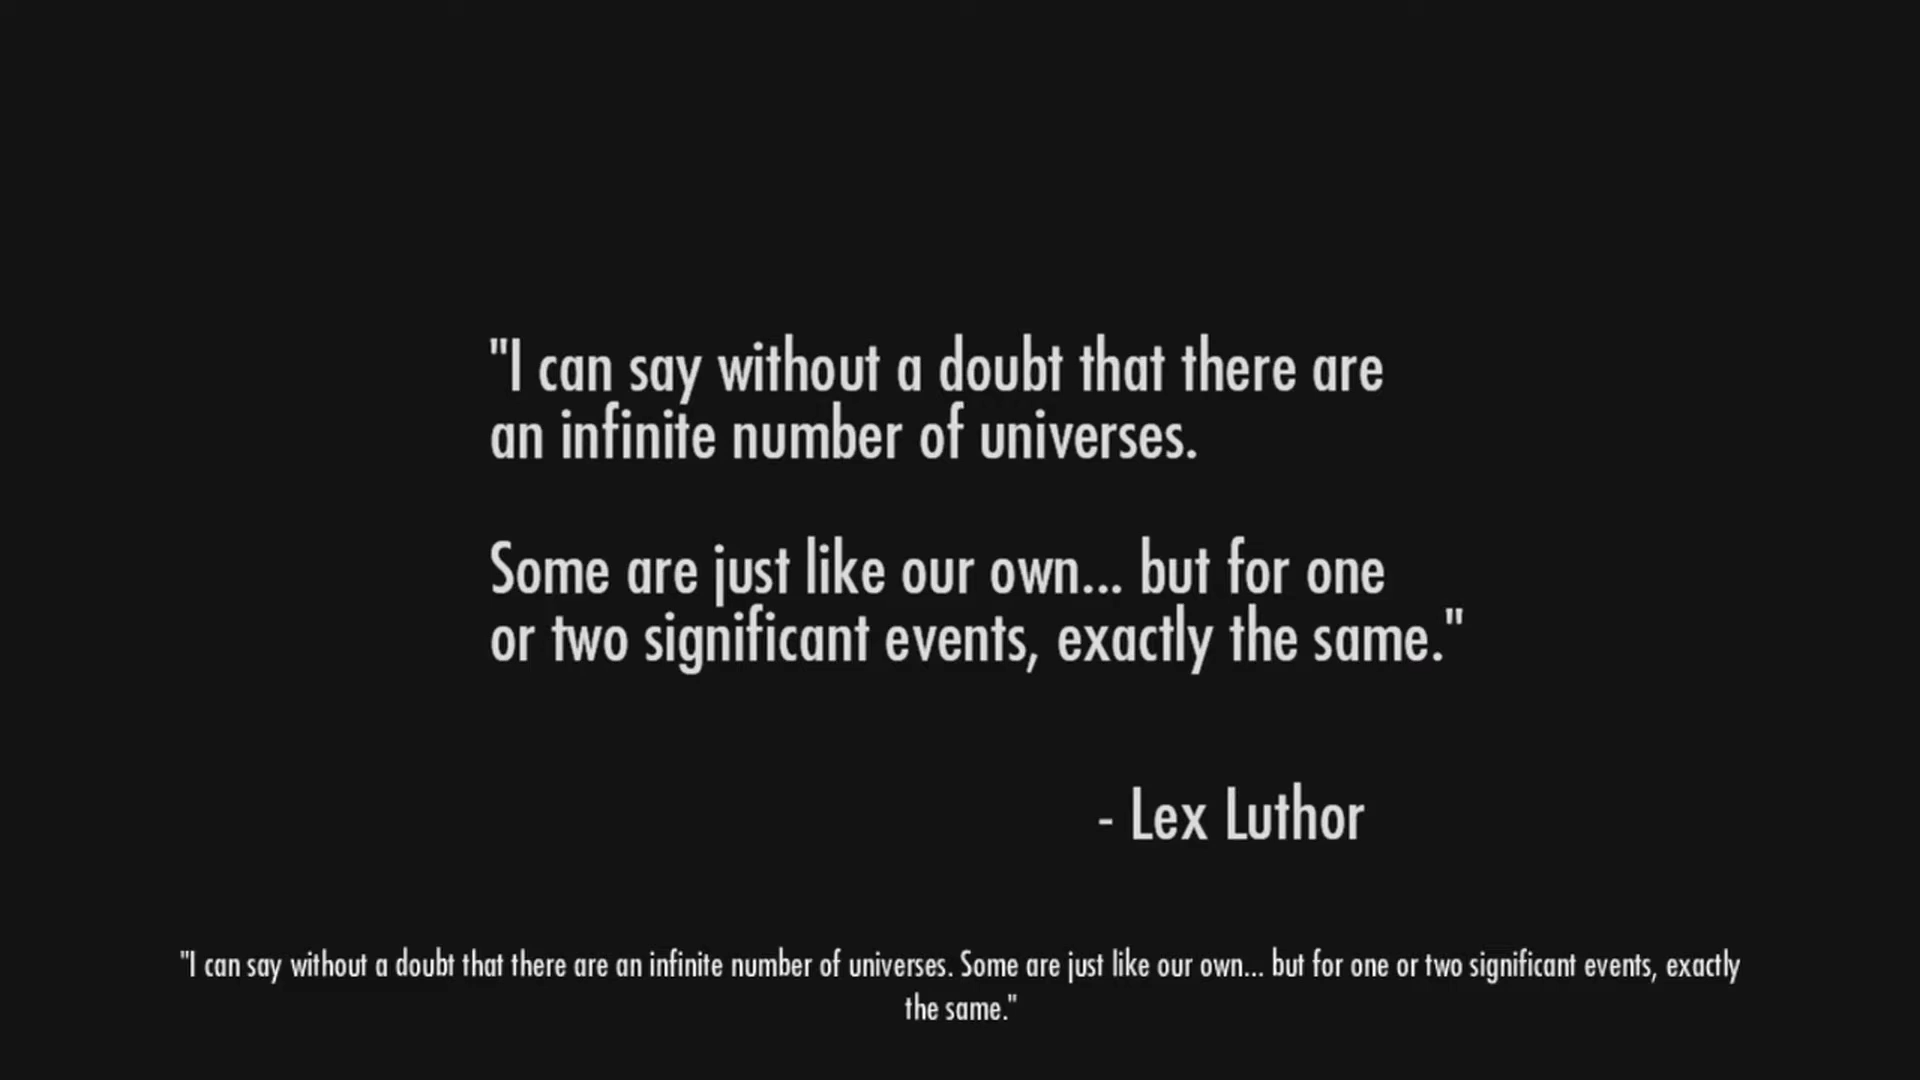 "I can say without a doubt that there are
an infinite number of universes.
Some are just like our own... but for one
or two significant events, exactly the same."
- Lex Luthor
"I can say without a doubt that there are an infinite number of universes. Some are just like our own... but for one or two significant events, exactly
the same."